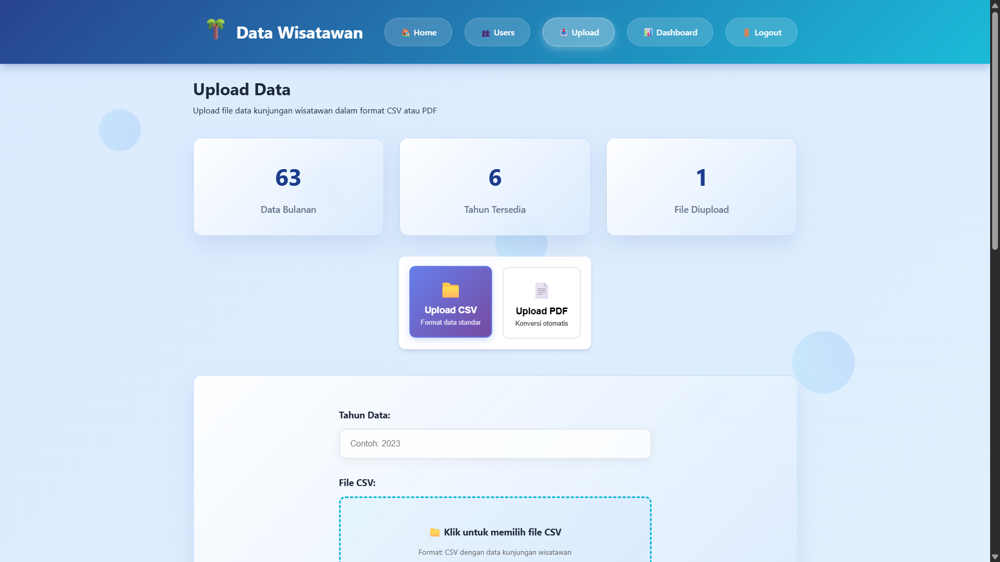 Data Wisatawan
Home
Users
Upload
Dashboard
Logout
Upload Data
Upload file data kunjungan wisatawan dalam format CSV atau PDF
63
Data Bulanan
6
Tahun Tersedia
1
File Diupload
Upload CSV
Format data standar
Upload PDF
Konversi otomatis
Tahun Data:
Contoh: 2023
File CSV:
Klik untuk memilih file CSV
Format: CSV dengan data kunjungan wisatawan